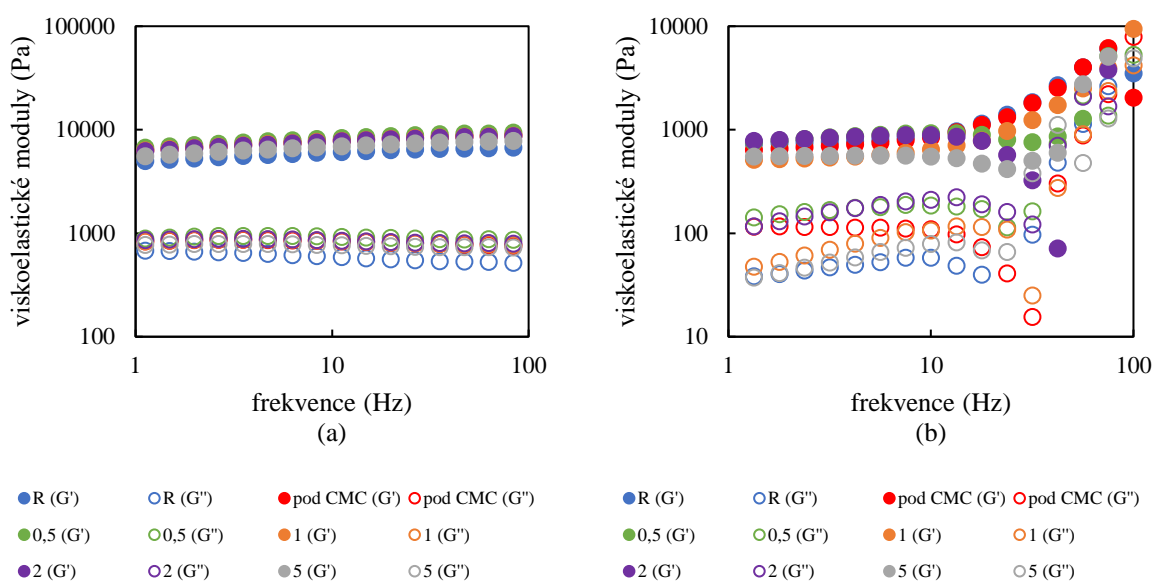 viskoelastické moduly (Pa)
100000
10000
1000
100
1
10
100
frekvence (Hz)
(a)
viskoelastické moduly (Pa)
10000
1000
100
10
1
10
100
frekvence (Hz)
(b)
R (G') R (G'') pod CMC (G') pod CMC (G'')
0,5 (G') 0,5 (G'') 1 (G') 1 (G'')
2 (G') 2 (G'') 5 (G') 5 (G'')
R (G') R (G'') pod CMC (G') pod CMC (G'')
0,5 (G') 0,5 (G'') 1 (G') 1 (G'')
2 (G') 2 (G'') 5 (G') 5 (G'')